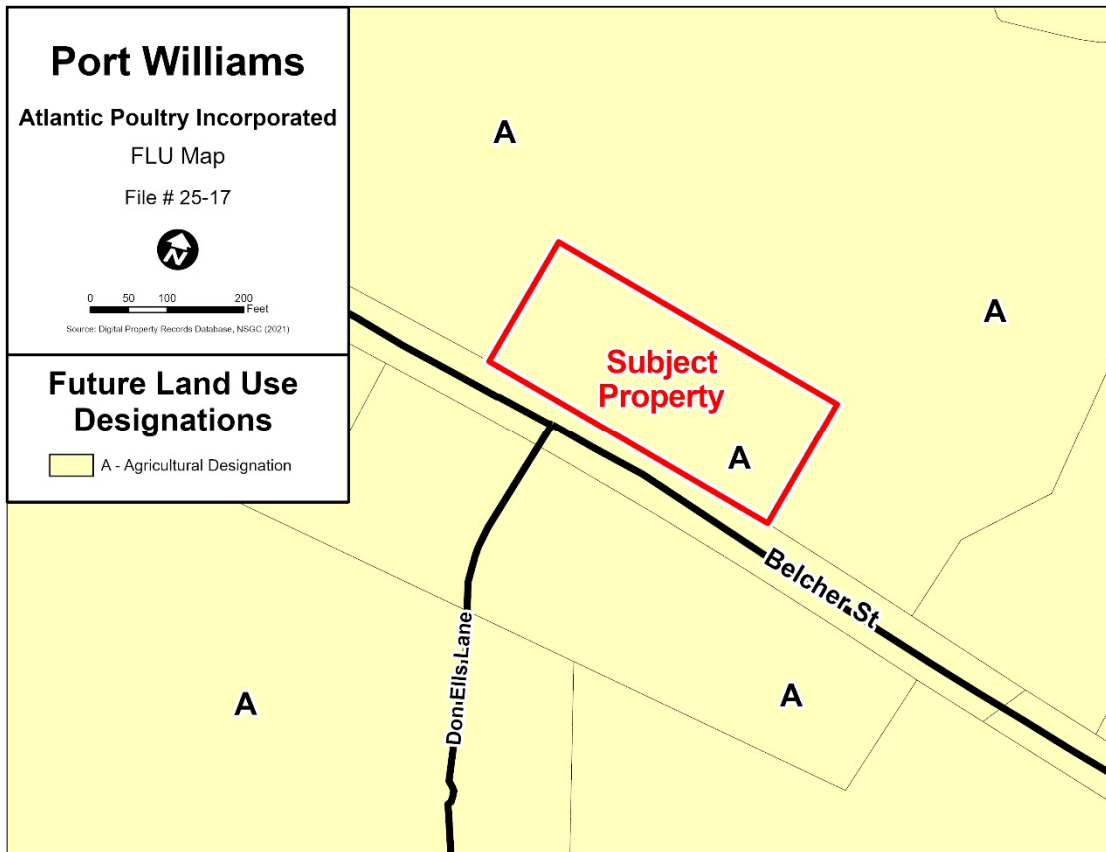 Port Williams
Atlantic Poultry Incorporated
FLU Map
File # 25-17
N
0 50 100 200
Feet
Source: Digital Property Records Database, NSGC (2021)
Future Land Use
Designations
A - Agricultural Designation
A
A
Subject
Property
A
Belcher St
Don Ells Lane
A
A